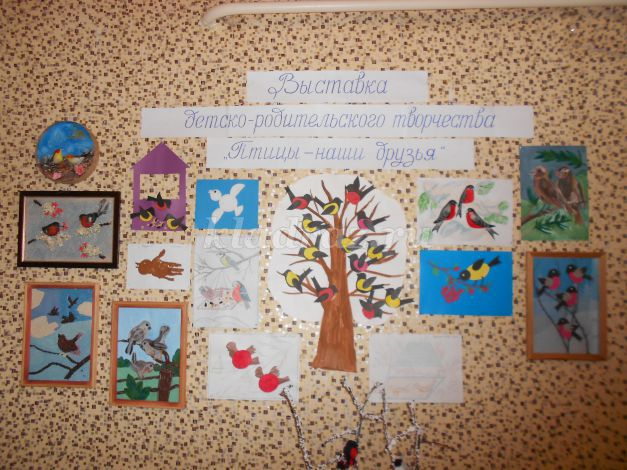 Выставка
детско-родительского творчества
„Птицы-наши друзья"